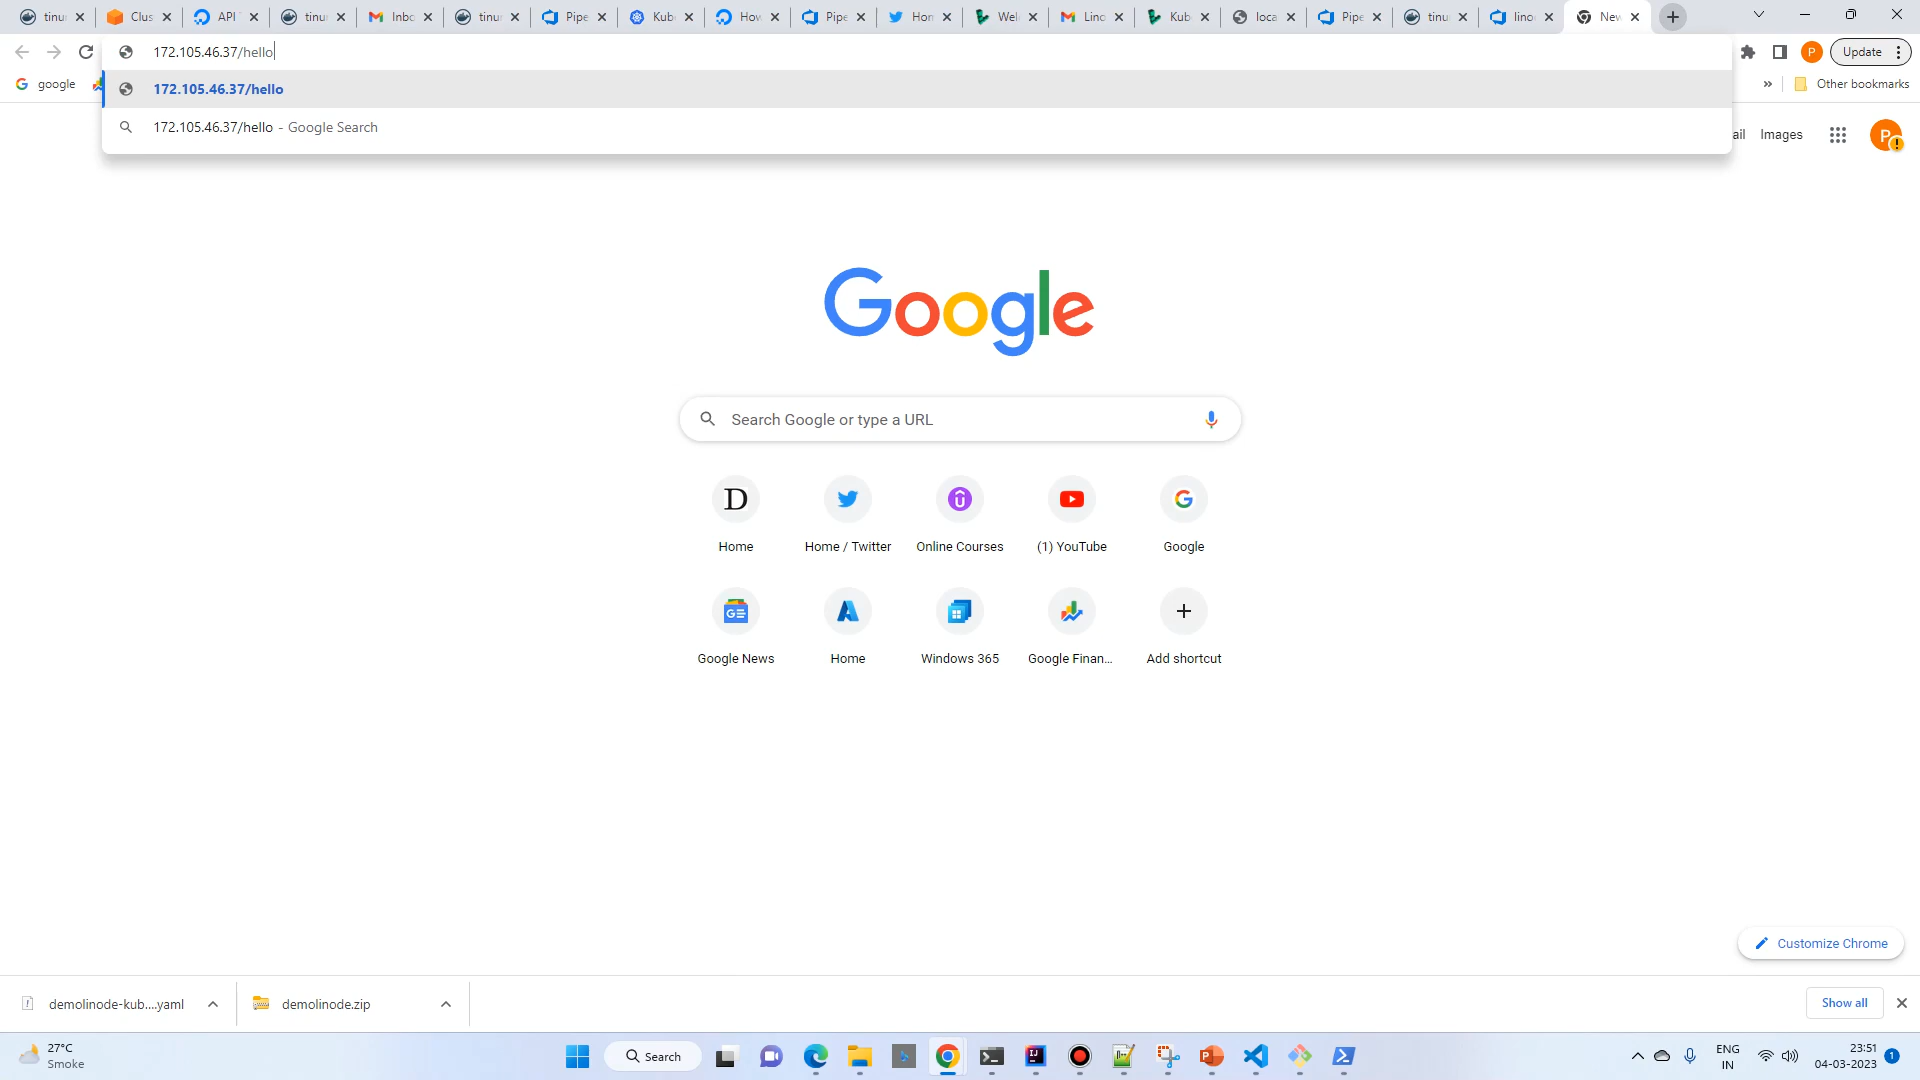 tinu
Clus
API
tinu
Inbo
tinu
Pipe
Kub
How
Pipe
Hom
Wel
Lino
Kub
loca
Pipe
tinu
lino
New
172.105.46.37/hello
Update
google
172.105.46.37/hello
Other bookmarks
172.105.46.37/hello - Google Search
ail
Images
P
Google
Search Google or type a URL
Home
Home / Twitter
Online Courses
(1) YouTube
Google
Google News
Home
Windows 365
Google Finan...
Add shortcut
Customize Chrome
demolinode-kub....yaml
demolinode.zip
Show all
27°C
Smoke
Search
ENG
IN
23:51
04-03-2023
1